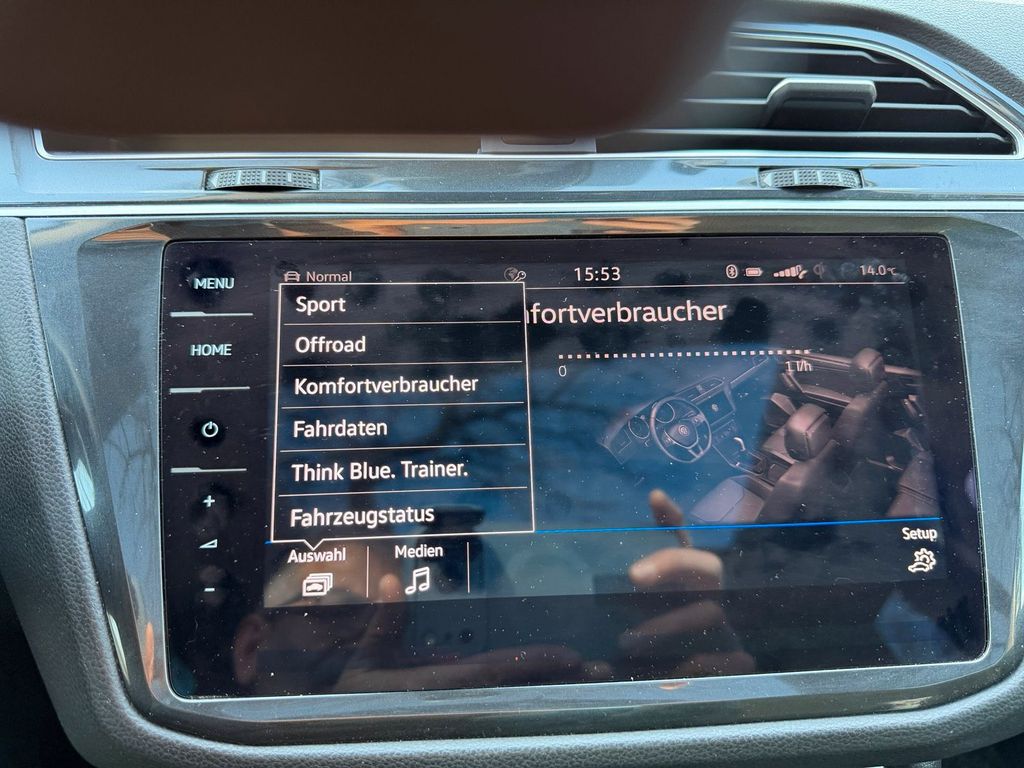 MENU
Normal
15:53
14.0°C
HOME
Sport
Offroad
Komfortverbraucher
Fahrdaten
Think Blue. Trainer.
Fahrzeugstatus
nfortverbraucher
0
1 l/h
+
-
Auswahl
Medien
Setup